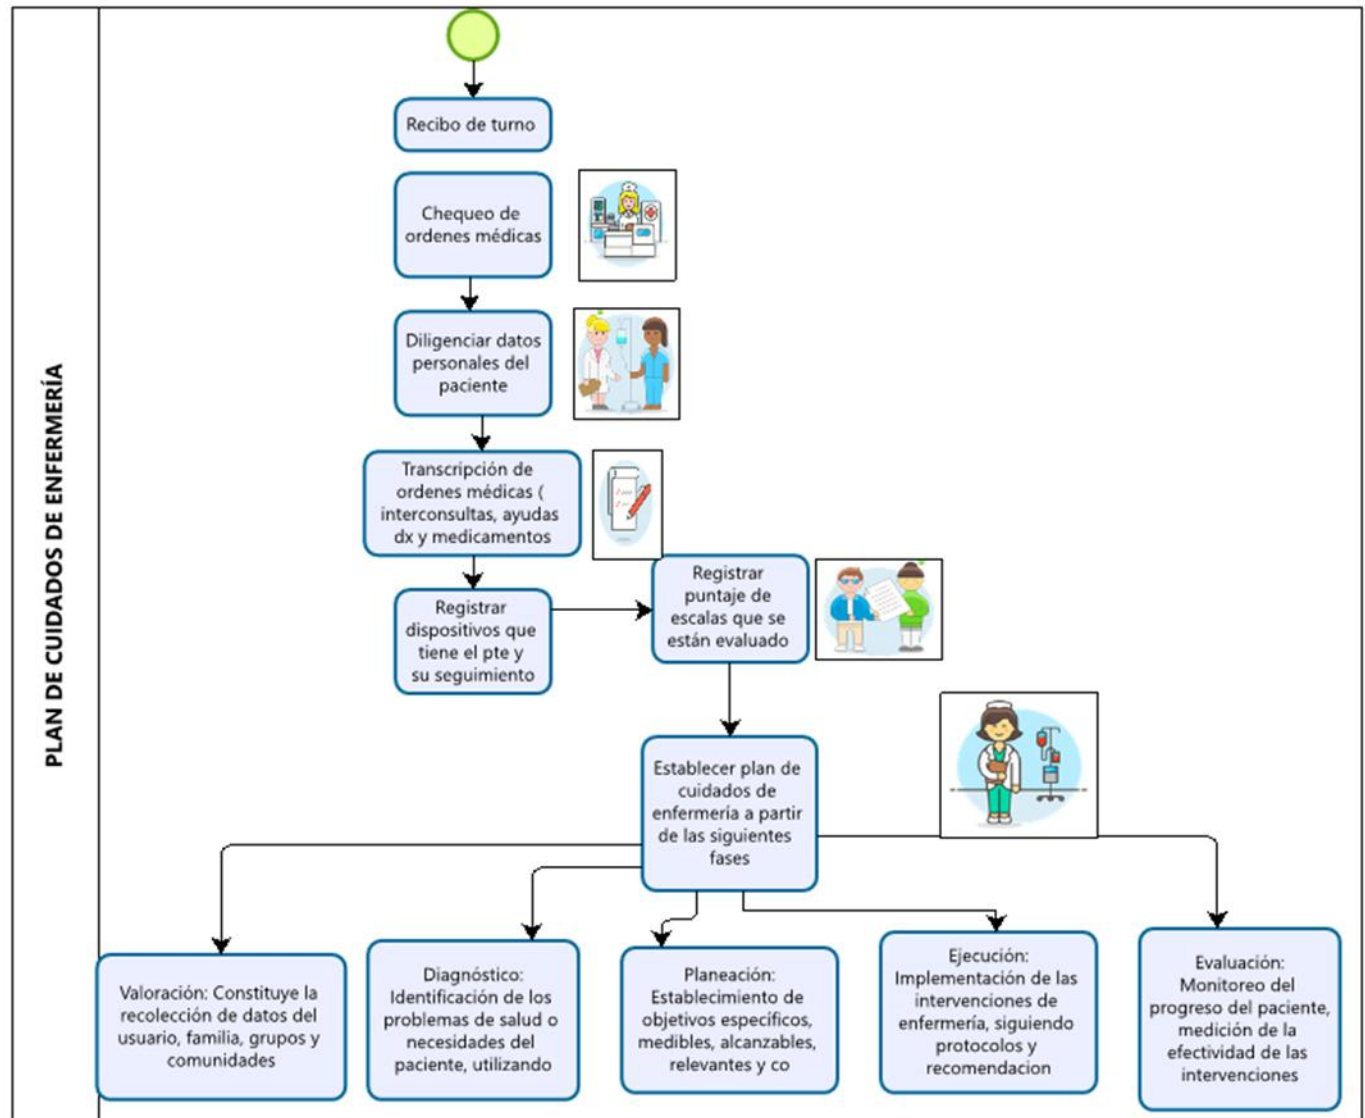 PLAN DE CUIDADOS DE ENFERMERÍA
Recibo de turno
Chequeo de
ordenes médicas
Diligenciar datos
personales del
paciente
Transcripción de
ordenes médicas (
interconsultas, ayudas
dx y medicamentos
Registrar
dispositivos que
tiene el pte y
su seguimiento
Registrar
puntaje de
escalas que se
están evaluado
Establecer plan de
cuidados de
enfermería a partir
de las siguientes
fases
Valoración: Constituye la
recolección de datos del
usuario, familia, grupos y
comunidades
Diagnóstico:
Identificación de los
problemas de salud o
necesidades del
paciente, utilizando
Planeación:
Establecimiento de
objetivos específicos,
medibles, alcanzables,
relevantes y co
Ejecución:
Implementación de las
intervenciones de
enfermería, siguiendo
protocolos y
recomendacion
Evaluación:
Monitoreo del
progreso del paciente,
medición de la
efectividad de las
intervenciones